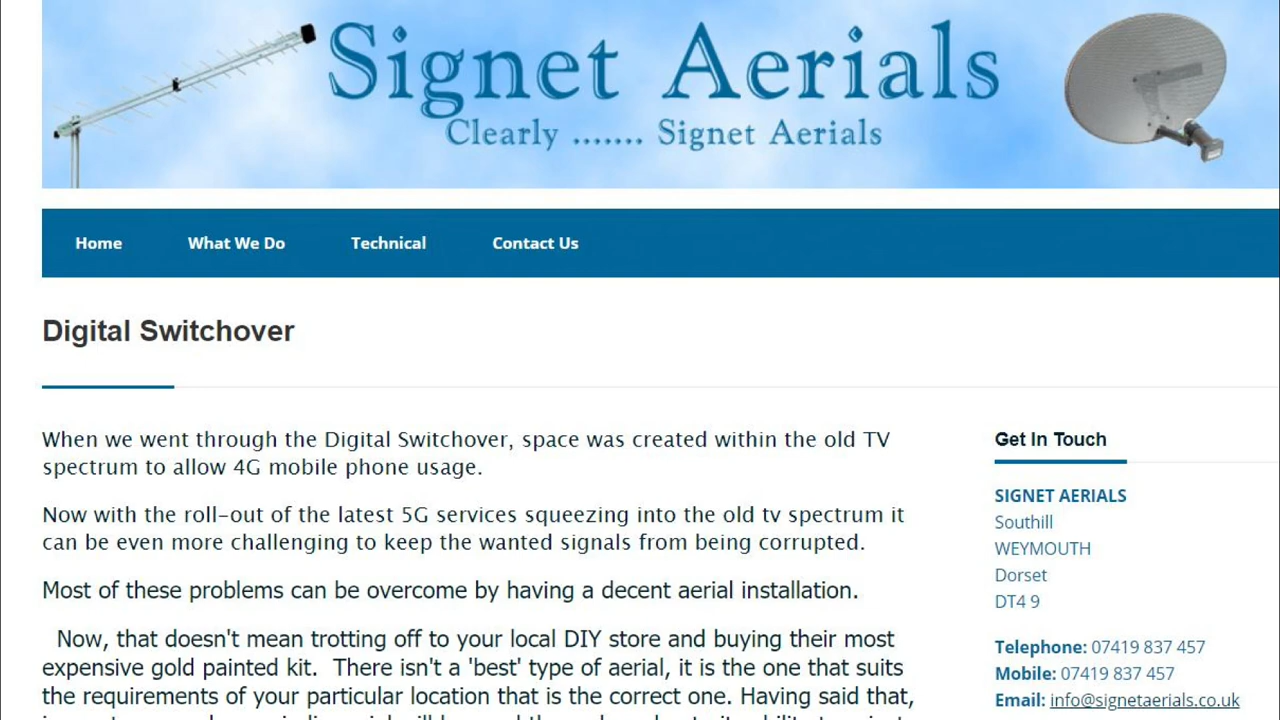 Signet Aerials
Clearly ....... Signet Aerials
Home What We Do Technical Contact Us
Digital Switchover
When we went through the Digital Switchover, space was created within the old TV
spectrum to allow 4G mobile phone usage.
Now with the roll-out of the latest 5G services squeezing into the old tv spectrum it
can be even more challenging to keep the wanted signals from being corrupted.
Most of these problems can be overcome by having a decent aerial installation.
Now, that doesn't mean trotting off to your local DIY store and buying their most
expensive gold painted kit. There isn't a 'best' type of aerial, it is the one that suits
the requirements of your particular location that is the correct one. Having said that,
Get In Touch
SIGNET AERIALS
Southill
WEYMOUTH
Dorset
DT4 9
Telephone: 07419 837 457
Mobile: 07419 837 457
Email: info@signetaerials.co.uk